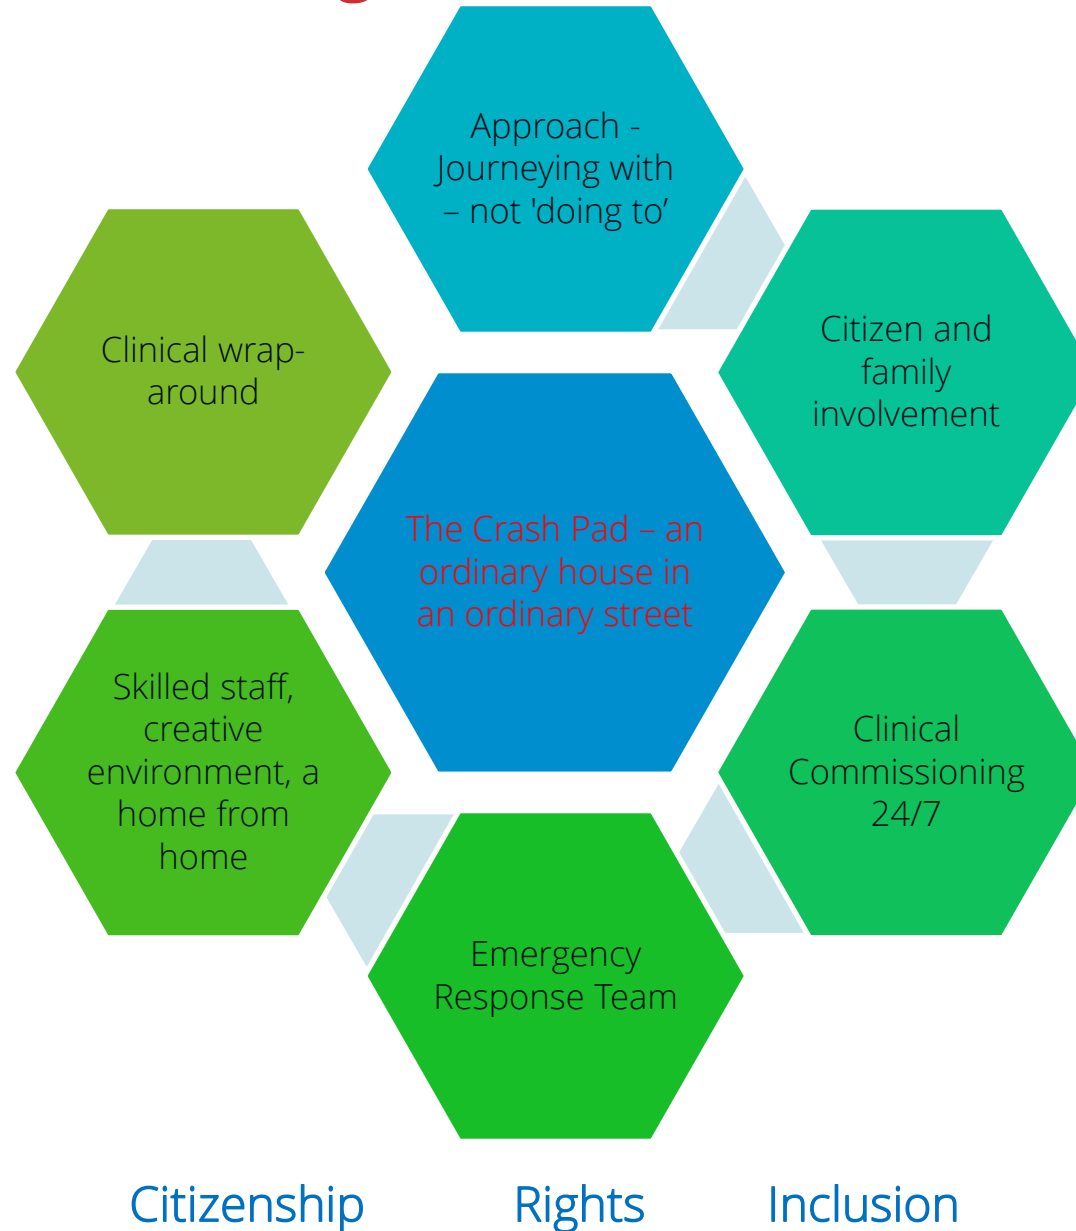 Approach -
Journeying with
– not 'doing to’
Citizen and
family
involvement
Clinical wrap-
around
The Crash Pad – an
ordinary house in
an ordinary street
Skilled staff,
creative
environment, a
home from
home
Clinical
Commissioning
24/7
Emergency
Response Team
Citizenship Rights Inclusion